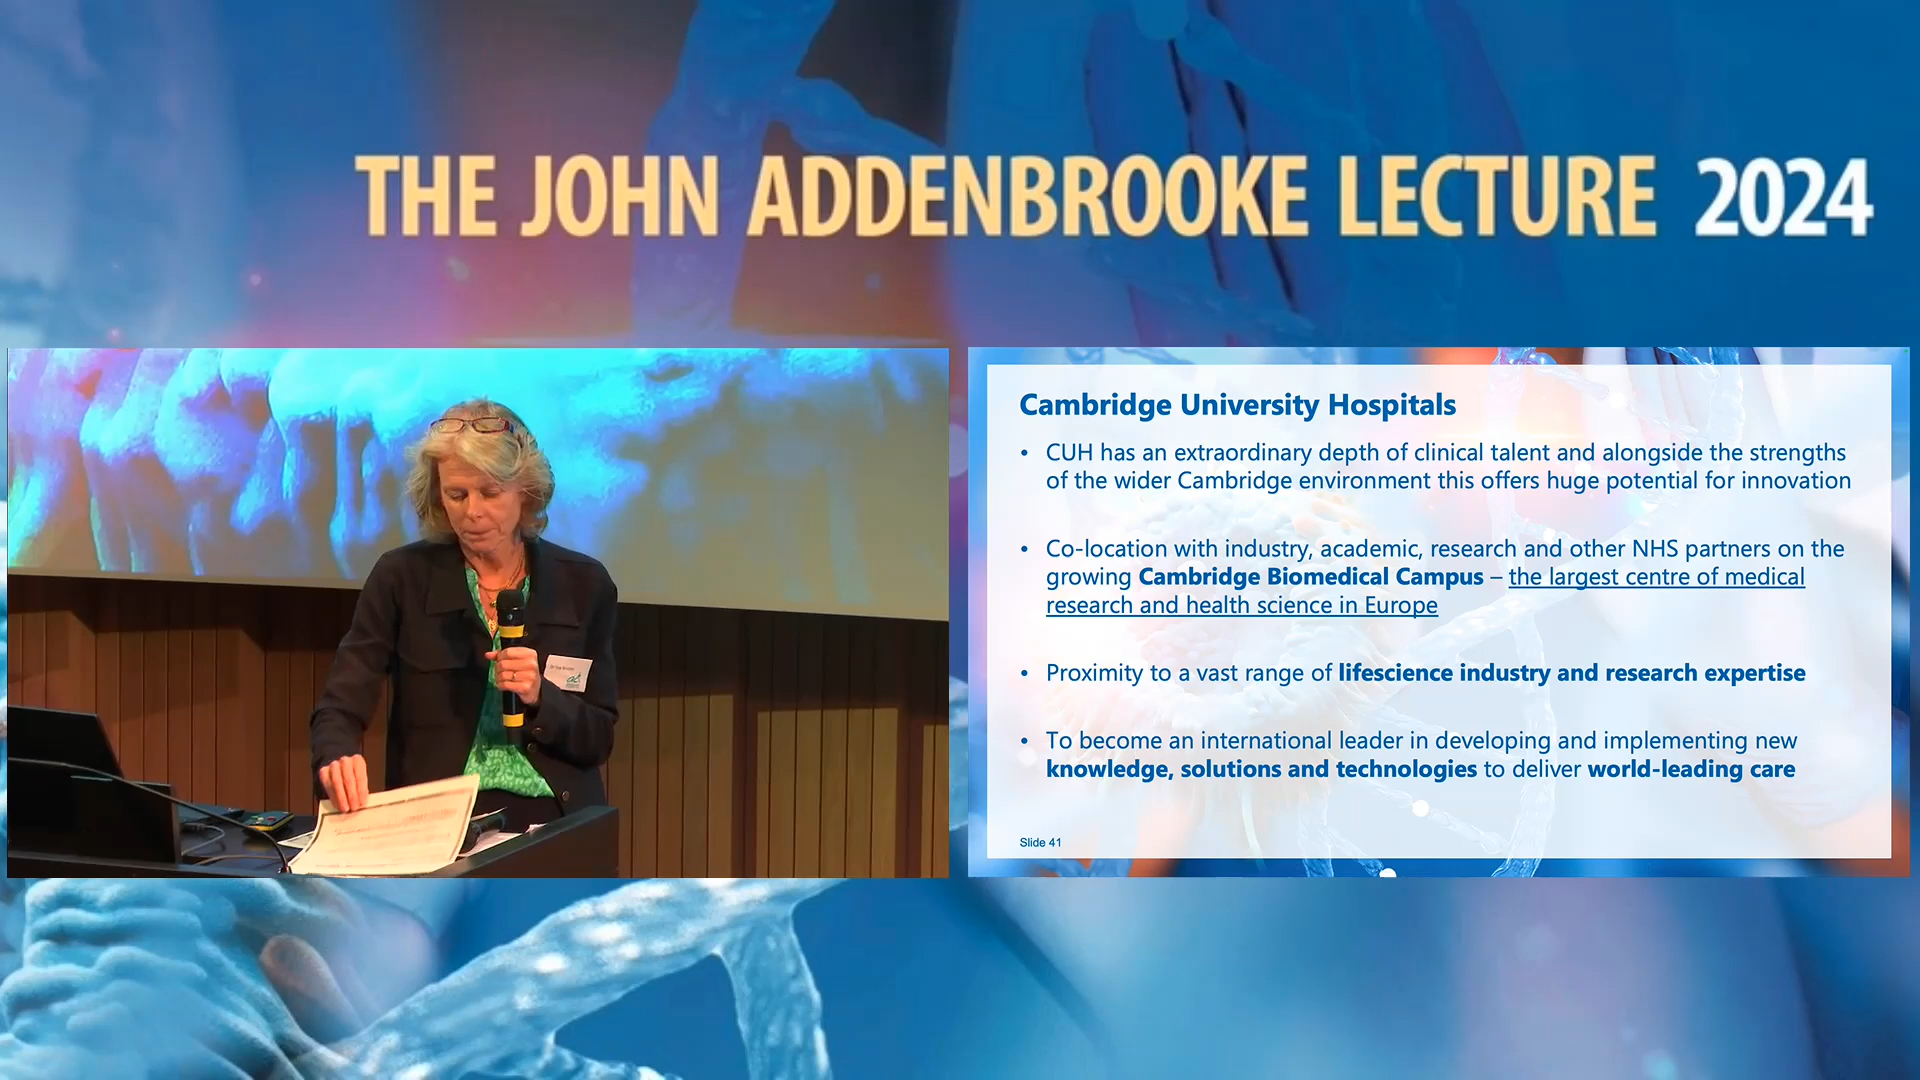 THE JOHN ADDENBROOKE LECTURE 2024
Cambridge University Hospitals
• CUH has an extraordinary depth of clinical talent and alongside the strengths
of the wider Cambridge environment this offers huge potential for innovation
• Co-location with industry, academic, research and other NHS partners on the
growing Cambridge Biomedical Campus – the largest centre of medical
research and health science in Europe
• Proximity to a vast range of lifescience industry and research expertise
• To become an international leader in developing and implementing new
knowledge, solutions and technologies to deliver world-leading care
Slide 41